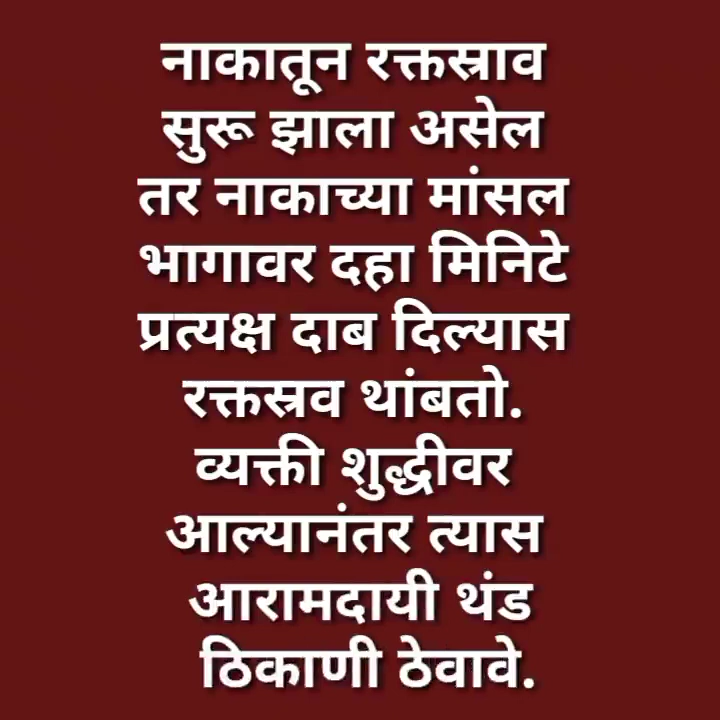 नाकातून रक्तस्राव
सुरू झाला असेल
तर नाकाच्या मांसल
भागावर दहा मिनिटे
प्रत्यक्ष दाब दिल्यास
रक्तस्रव थांबतो.
व्यक्ती शुद्धीवर
आल्यानंतर त्यास
आरामदायी थंड
ठिकाणी ठेवावे.